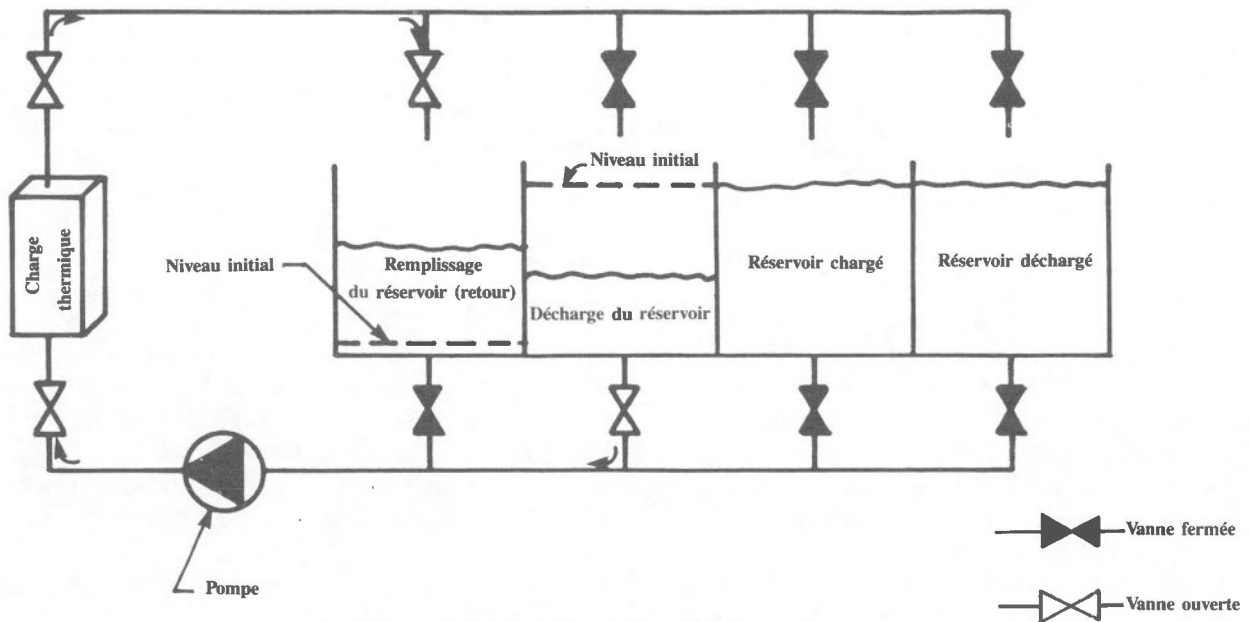 Niveau initial
Charge
thermique
Niveau initial
Remplissage
du réservoir (retour)
Décharge du réservoir
Réservoir chargé
Réservoir déchargé
Pompe
Vanne fermée
Vanne ouverte